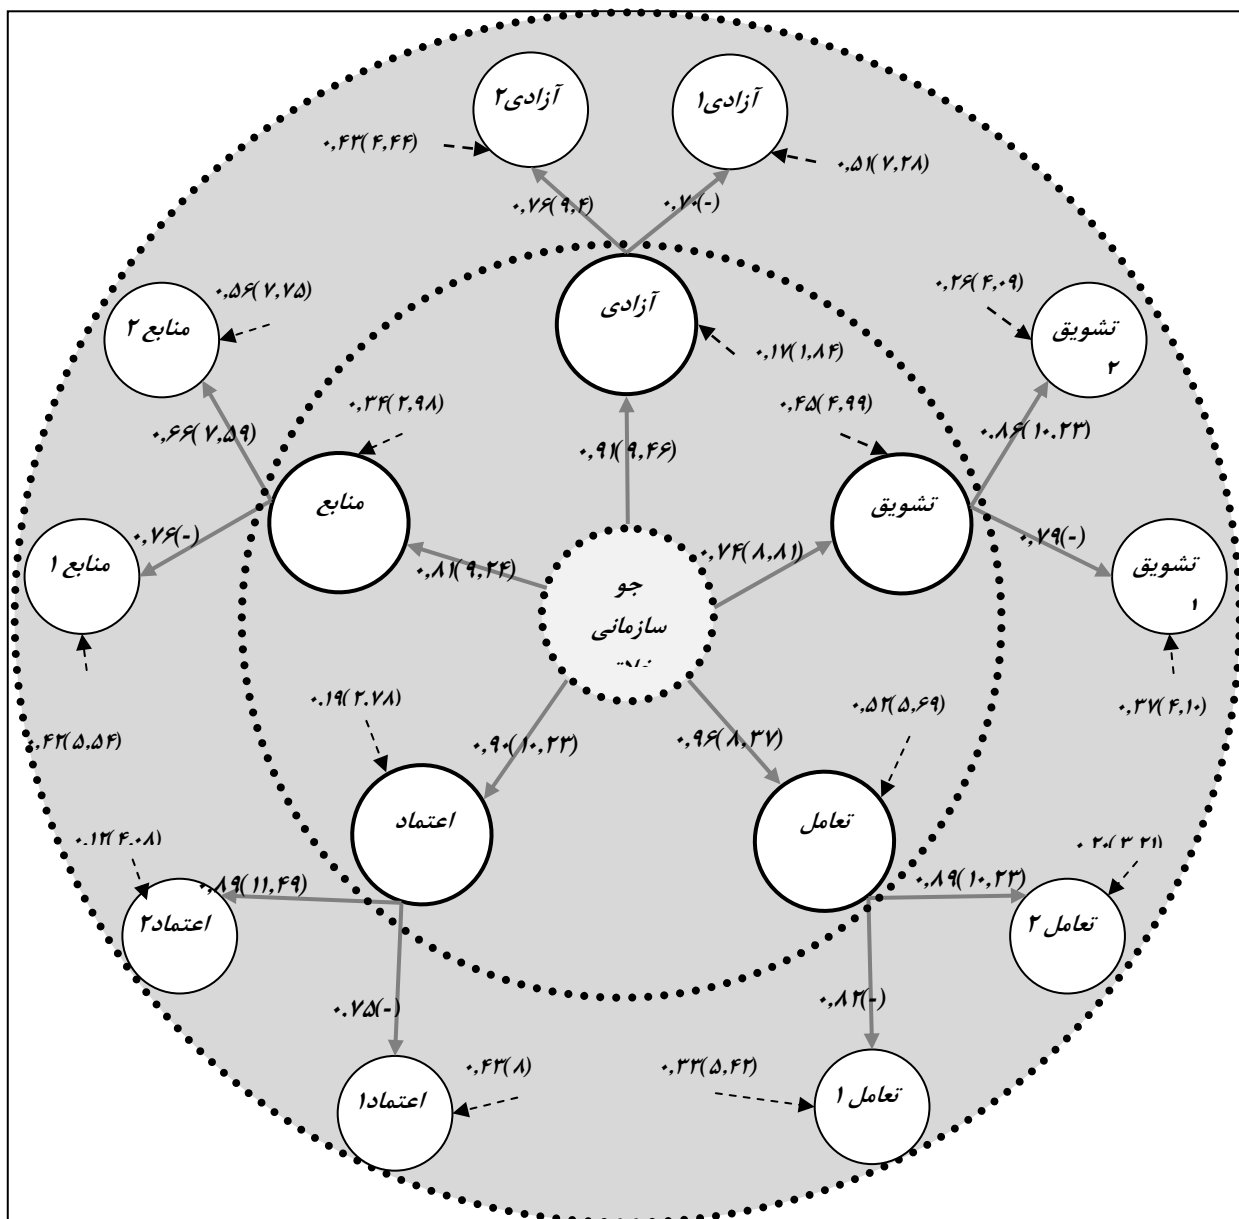 آزادی۲
آزادی۱
۰,۴۳(۴,۴۴)
۰,۵۱(۷,۲۸)
۰,۷۶(۹,۴)
۰,۷۰(-)
۰,۵۶(۷,۷۵)
۰,۲۶(۴,۰۹)
منابع ۲
آزادی
تشویق
۲
۰,۱۷(۱,۸۴)
۰,۳۴(۲,۹۸)
۰,۴۵(۴,۹۹)
۰,۶۶(۷,۵۹)
۰.۸۶(۱۰.۲۳)
۰,۹۱(۹,۴۶)
منابع
تشویق
۰,۷۶(-)
۰,۷۹(-)
منابع ۱
۰,۸۱(۹,۲۴)
۰,۷۴(۸,۸۱)
تشویق
۱
جو
سازمانی
۰.۱۹(۲.۷۸)
۰,۵۲(۵,۶۹)
۰,۳۷(۴,۱۰)
۰,۴۲(۵,۵۴)
۰,۹۰(۱۰,۲۳)
۰,۹۶(۸,۳۷)
اعتماد
تعامل
۰.۱۲(۴.۰۸)
۰.۲۰(۳.۲۱)
۰,۸۹(۱۱,۴۹)
۰,۸۹(۱۰,۲۳)
اعتماد۲
تعامل ۲
۰.۷۵(-)
۰,۸۲(-)
۰,۴۳(۸)
۰,۳۳(۵,۴۲)
اعتماد۱
تعامل ۱